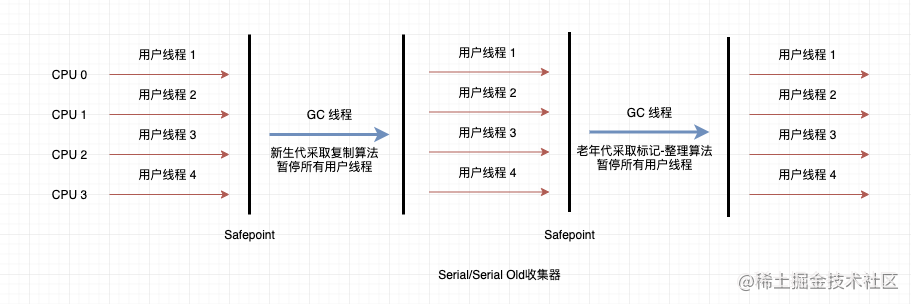 用户线程 1
用户线程 1
用户线程 1
CPU 0
用户线程 2
用户线程 2
用户线程 2
CPU 1
GC 线程
GC 线程
用户线程 3
用户线程 3
用户线程 3
CPU 2
新生代采取复制算法
暂停所有用户线程
老年代采取标记-整理算法
暂停所有用户线程
用户线程 4
用户线程 4
用户线程 4
CPU 3
Safepoint
Safepoint
Serial/Serial Old收集器
@稀土掘金技术社区